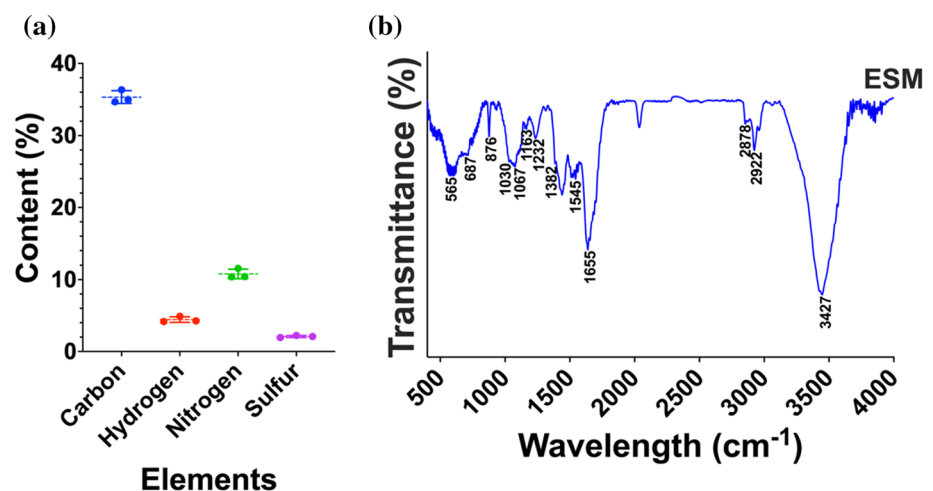 (a)
Content (%)
40
30
20
10
0
Carbon
Hydrogen
Nitrogen
Sulfur
Elements
(b)
Transmittance (%)
ESM
565
687
876
1030
1067
1163
1232
1382
1545
1655
2878
2922
3427
500
1000
1500
2000
2500
3000
3500
4000
Wavelength (cm-1)